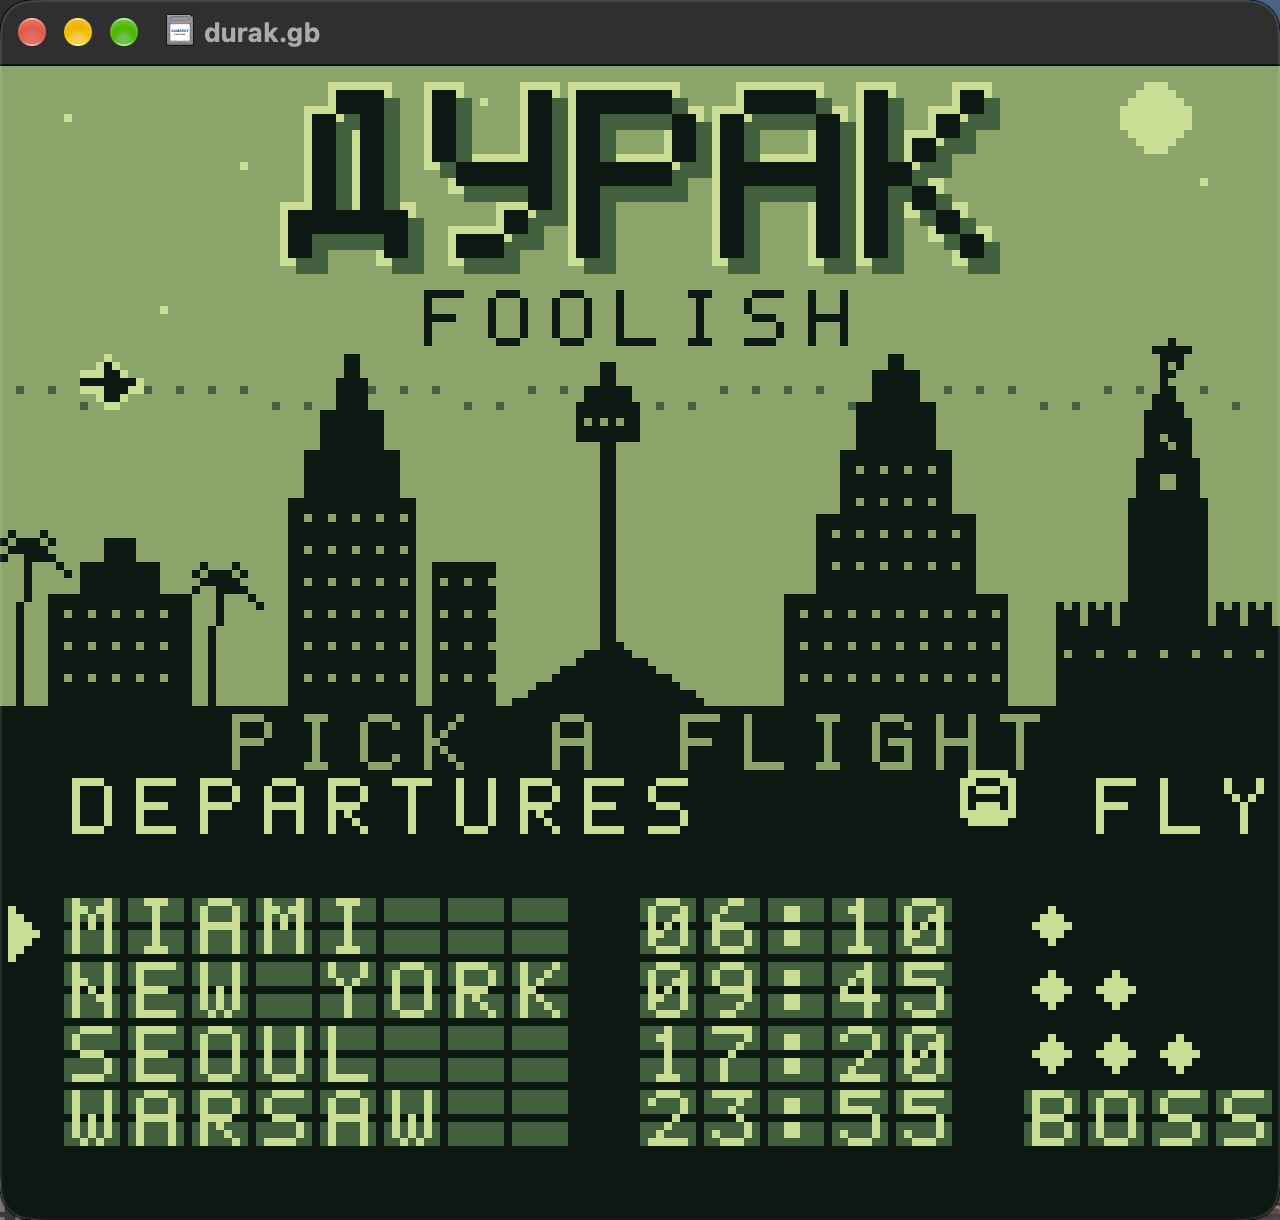 durak.gb
ДУРАК
FOOLISH
PICK A FLIGHT
DEPARTURES A FLY
MIAMI 06:10
NEW YORK 09:45
SEOUL 17:20
WARSAW 23:55 BOSS